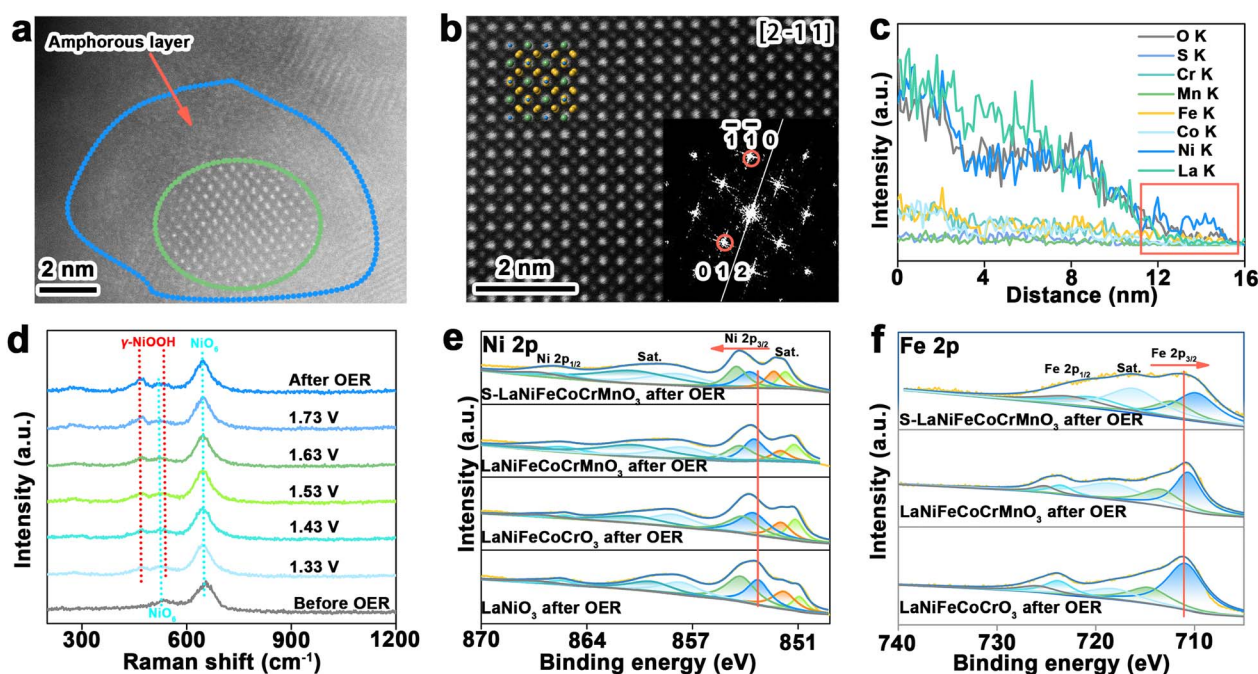 a
Amphorous layer
2 nm
b
[2-11]
1̅ 1̅ 0
0 1 2
2 nm
c
O K
S K
Cr K
Mn K
Fe K
Co K
Ni K
La K
Intensity (a.u.)
0 4 8 12 16
Distance (nm)
d
γ-NiOOH
NiO₆
After OER
1.73 V
1.63 V
1.53 V
1.43 V
1.33 V
Before OER
NiO₆
Intensity (a.u.)
300 600 900 1200
Raman shift (cm⁻¹)
e
Ni 2p
Ni 2p₁/₂
Sat.
Ni 2p₃/₂
Sat.
S-LaNiFeCoCrMnO₃ after OER
LaNiFeCoCrMnO₃ after OER
LaNiFeCoCrO₃ after OER
LaNiO₃ after OER
Intensity (a.u.)
870 864 857 851
Binding energy (eV)
f
Fe 2p
Fe 2p₁/₂
Sat.
Fe 2p₃/₂
S-LaNiFeCoCrMnO₃ after OER
LaNiFeCoCrMnO₃ after OER
LaNiFeCoCrO₃ after OER
Intensity (a.u.)
740 730 720 710
Binding energy (eV)